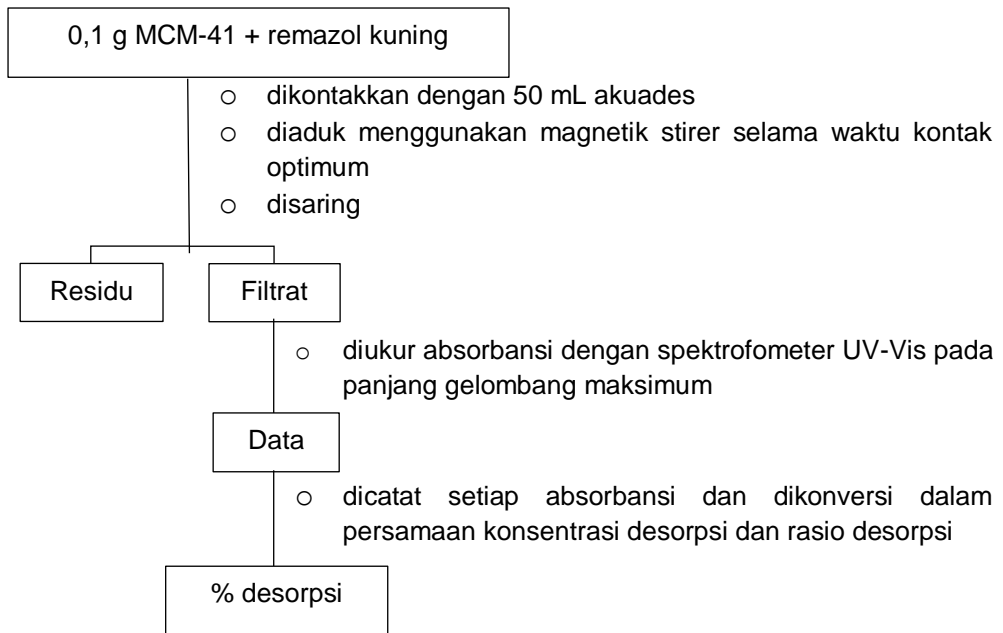 0,1 g MCM-41 + remazol kuning
o dikontakkan dengan 50 mL akuades
o diaduk menggunakan magnetik stirer selama waktu kontak
optimum
o disaring
Residu
Filtrat
o diukur absorbansi dengan spektrofometer UV-Vis pada
panjang gelombang maksimum
Data
o dicatat setiap absorbansi dan dikonversi dalam
persamaan konsentrasi desorpsi dan rasio desorpsi
% desorpsi